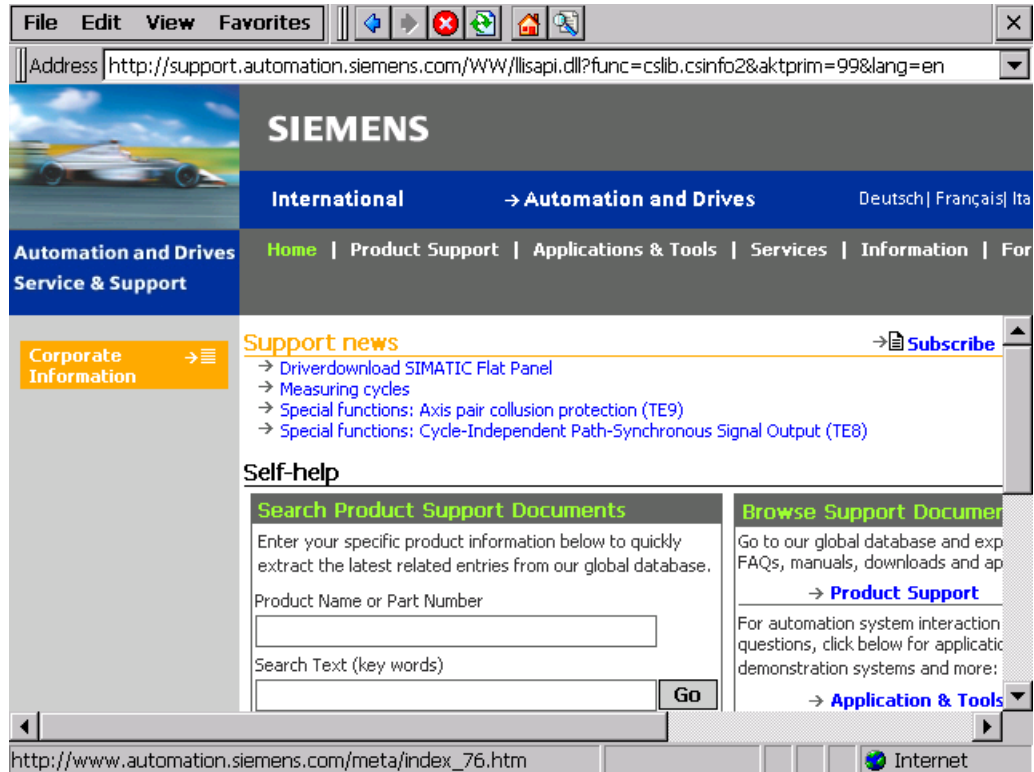 File Edit View Favorites
Address http://support.automation.siemens.com/WW/llisapi.dll?func=cslib.csinfo2&aktprim=99&lang=en
SIEMENS
International → Automation and Drives Deutsch| Français| Ita
Automation and Drives
Service & Support
Home | Product Support | Applications & Tools | Services | Information | For
Corporate
Information
Support news
→ Subscribe
→ Driverdownload SIMATIC Flat Panel
→ Measuring cycles
→ Special functions: Axis pair collusion protection (TE9)
→ Special functions: Cycle-Independent Path-Synchronous Signal Output (TE8)
Self-help
Search Product Support Documents
Enter your specific product information below to quickly
extract the latest related entries from our global database.
Product Name or Part Number
Search Text (key words)
Go
Browse Support Documen
Go to our global database and exp
FAQs, manuals, downloads and ap
→ Product Support
For automation system interaction
questions, click below for applicatic
demonstration systems and more:
→ Application & Tools
http://www.automation.siemens.com/meta/index_76.htm
Internet